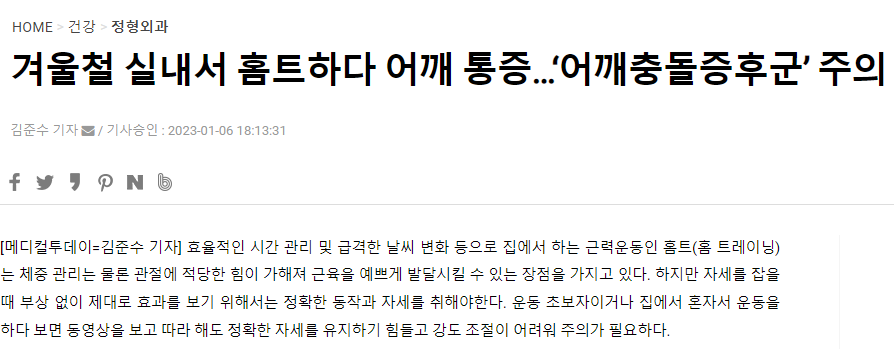 HOME > 건강 > 정형외과
겨울철 실내서 홈트하다 어깨 통증...‘어깨충돌증후군’ 주의
김준수 기자 / 기사승인 : 2023-01-06 18:13:31
[메디컬투데이=김준수 기자] 효율적인 시간 관리 및 급격한 날씨 변화 등으로 집에서 하는 근력운동인 홈트(홈 트레이닝)
는 체중 관리는 물론 관절에 적당한 힘이 가해져 근육을 예쁘게 발달시킬 수 있는 장점을 가지고 있다. 하지만 자세를 잡을
때 부상 없이 제대로 효과를 보기 위해서는 정확한 동작과 자세를 취해야한다. 운동 초보자이거나 집에서 혼자서 운동을
하다 보면 동영상을 보고 따라 해도 정확한 자세를 유지하기 힘들고 강도 조절이 어려워 주의가 필요하다.